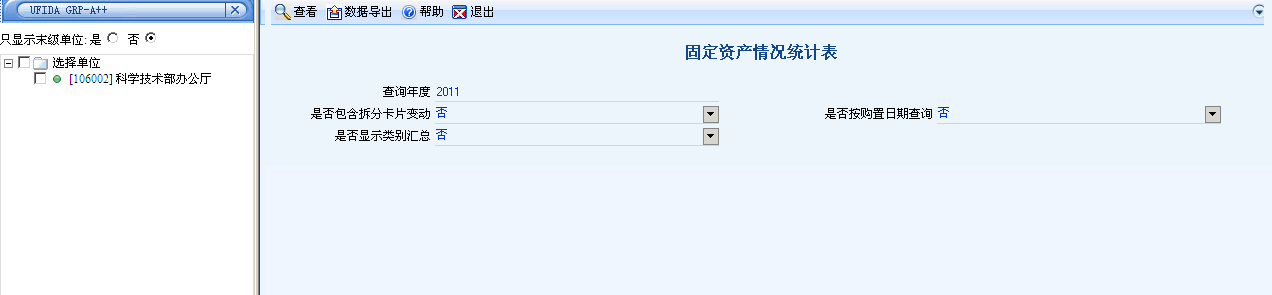 UFIDA GRP-A++
只显示末级单位: 是 否
选择单位
[106002] 科学技术部办公厅
查看 数据导出 帮助 退出
固定资产情况统计表
查询年度 2011
是否包含拆分卡片变动 否 是否按购置日期查询 否
是否显示类别汇总 否